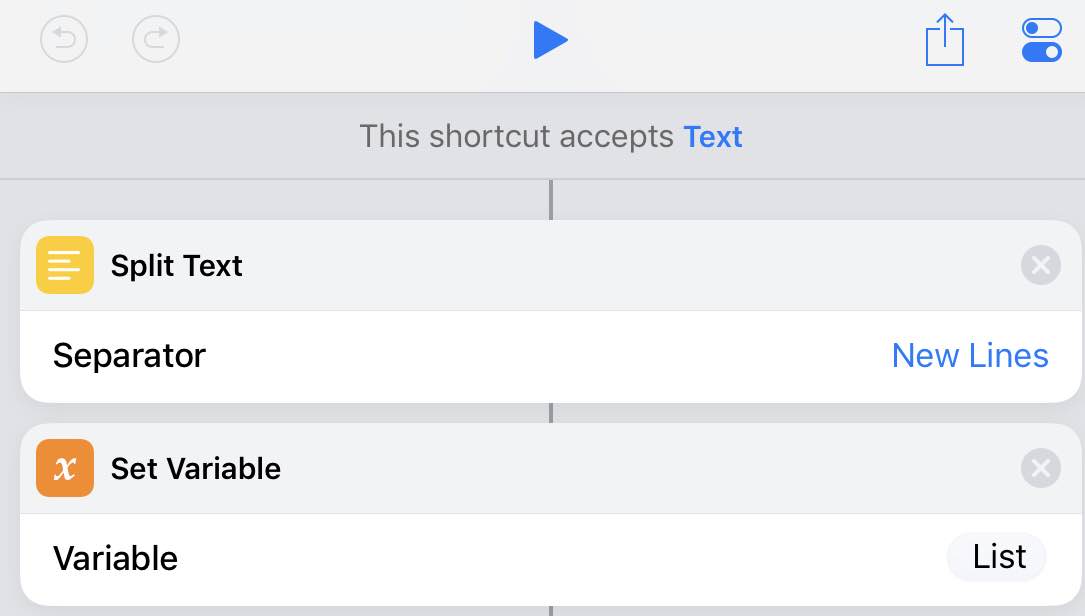 This shortcut accepts Text
Split Text
Separator New Lines
x Set Variable
Variable List